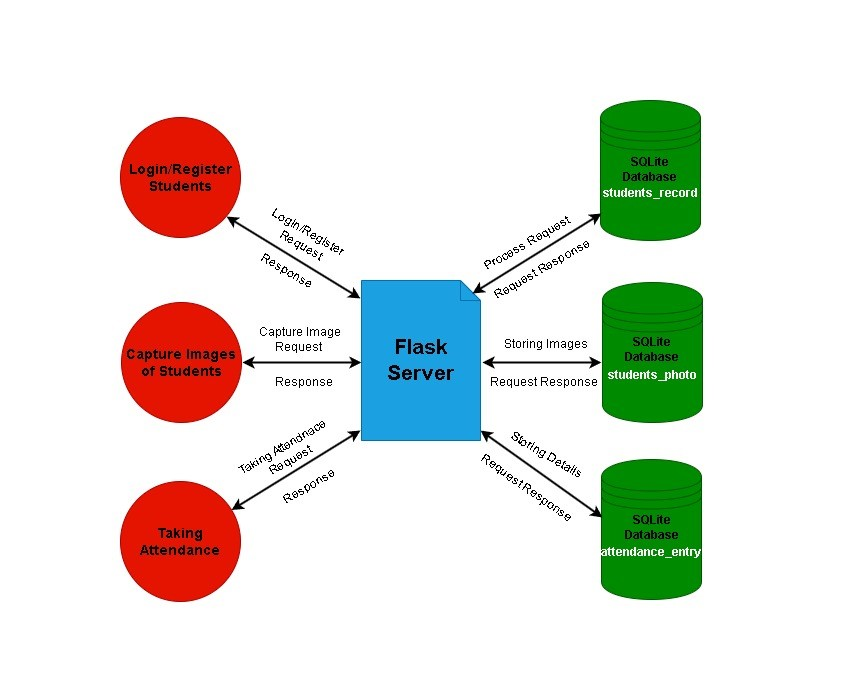 Login/Register
Students
Login/Register
Request
Response
Process Request
Request Response
SQLite
Database
students_record
Capture Images
of Students
Capture Image
Request
Response
Flask
Server
Storing Images
Request Response
SQLite
Database
students_photo
Taking
Attendance
Taking Attendnace
Request
Response
Storing Details
Request Response
SQLite
Database
attendance_entry